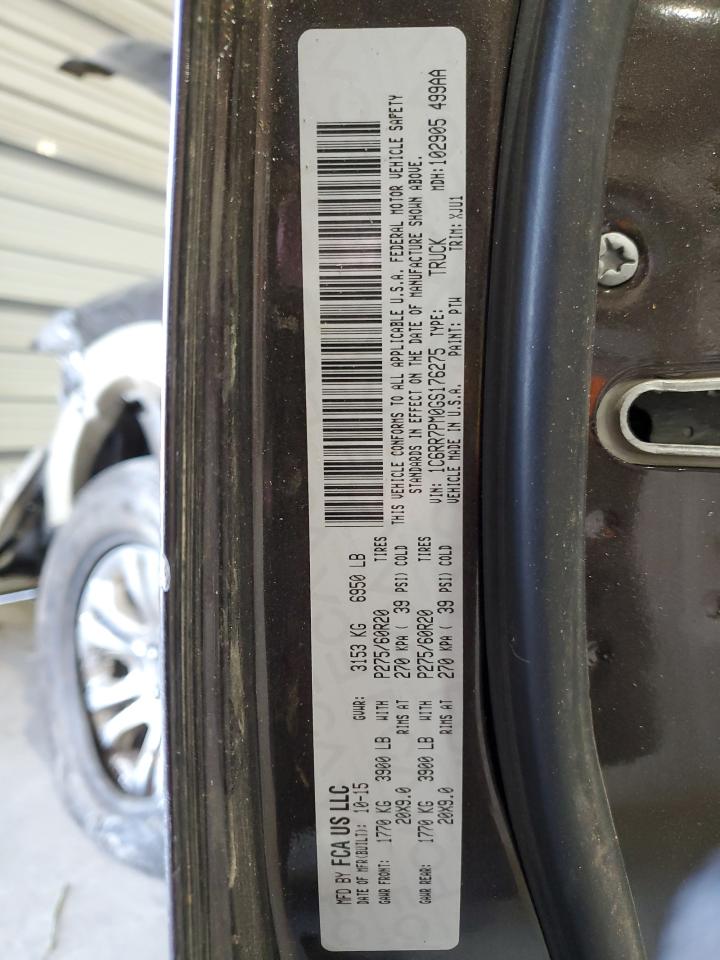 MFD BY FCA US LLC
DATE OF MFR(BUILT): 10-15 GVWR: 3153 KG 6950 LB
GAWR FRONT: 1770 KG 3900 LB WITH P275/60R20 TIRES
20X9.0 RIMS AT 270 KPA ( 39 PSI) COLD
GAWR REAR: 1770 KG 3900 LB WITH P275/60R20 TIRES
20X9.0 RIMS AT 270 KPA ( 39 PSI) COLD
THIS VEHICLE CONFORMS TO ALL APPLICABLE U.S.A. FEDERAL MOTOR VEHICLE SAFETY
STANDARDS IN EFFECT ON THE DATE OF MANUFACTURE SHOWN ABOVE.
VIN: 1C6RR7PM0GS176275 TYPE: TRUCK MDH: 102905 499AA
VEHICLE MADE IN U.S.A. PAINT: PTW TRIM: XJV1